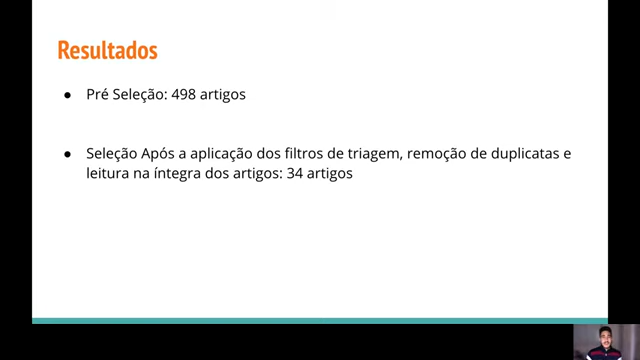 Resultados
● Pré Seleção: 498 artigos
● Seleção Após a aplicação dos filtros de triagem, remoção de duplicatas e
leitura na íntegra dos artigos: 34 artigos